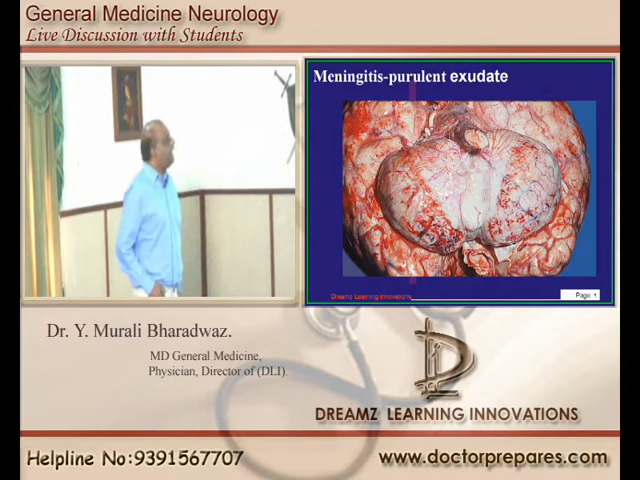 General Medicine Neurology
Live Discussion with Students
Meningitis-purulent exudate
Dreamz Learning Innovations
Page 1
Dr. Y. Murali Bharadwaz.
MD General Medicine,
Physician, Director of (DLI).
DREAMZ LEARNING INNOVATIONS
Helpline No:9391567707
www.doctorprepares.com